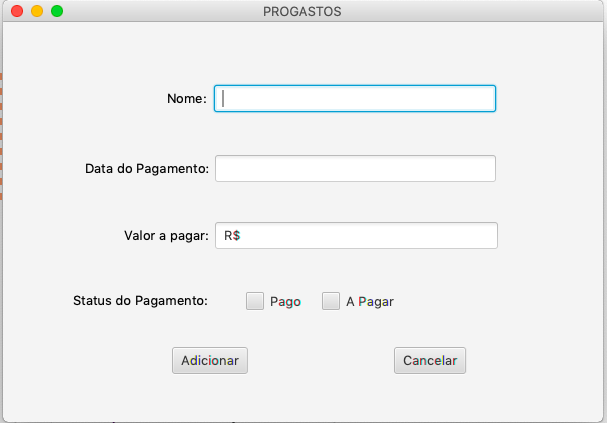 PROGASTOS
Nome:
Data do Pagamento:
Valor a pagar: R$
Status do Pagamento: Pago A Pagar
Adicionar Cancelar